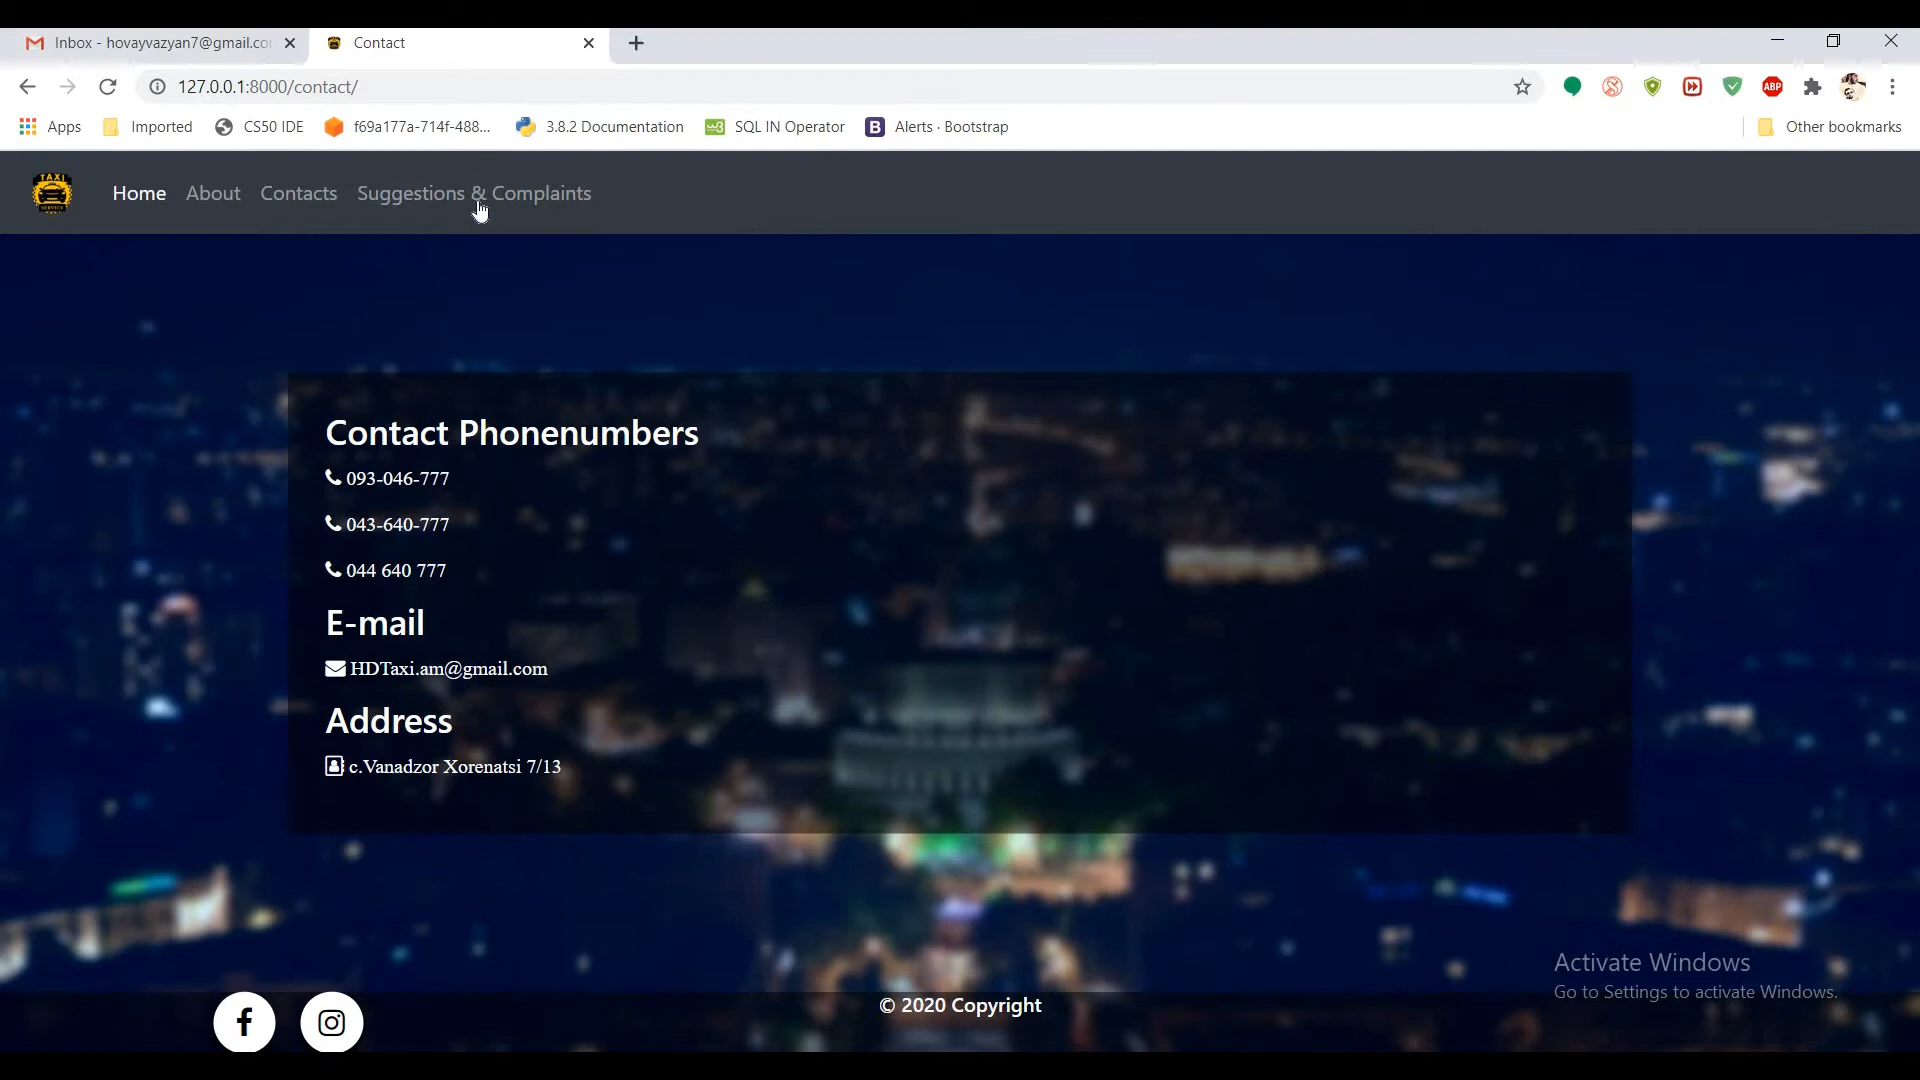 Inbox - hovayvazyan7@gmail.co
Contact
127.0.0.1:8000/contact/
ABP
Apps
Imported
CS50 IDE
f69a177a-714f-488...
3.8.2 Documentation
SQL IN Operator
B Alerts · Bootstrap
Other bookmarks
TAXI
SERVICE
Home About Contacts Suggestions & Complaints
Contact Phonenumbers
093-046-777
043-640-777
044 640 777
E-mail
HDTaxi.am@gmail.com
Address
c.Vanadzor Xorenatsi 7/13
Activate Windows
Go to Settings to activate Windows.
© 2020 Copyright